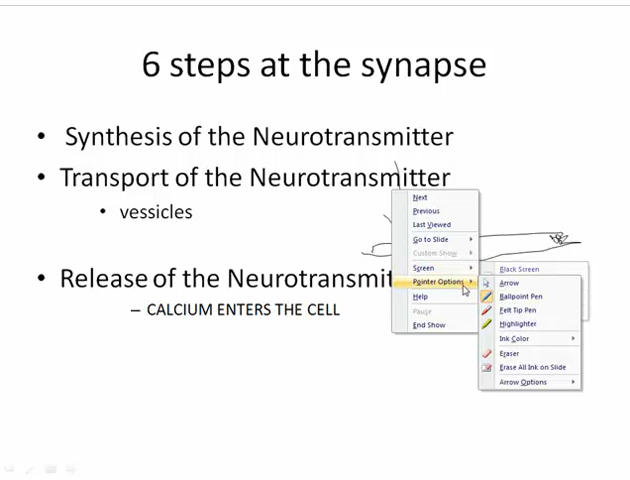 6 steps at the synapse
• Synthesis of the Neurotransmitter
• Transport of the Neurotransmitter
• vessicles
• Release of the Neurotransmit
– CALCIUM ENTERS THE CELL
Next
Previous
Last Viewed
Go to Slide
Custom Show
Screen
Pointer Options
Help
Pause
End Show
Black Screen
Arrow
Ballpoint Pen
Felt Tip Pen
Highlighter
Ink Color
Eraser
Erase All Ink on Slide
Arrow Options